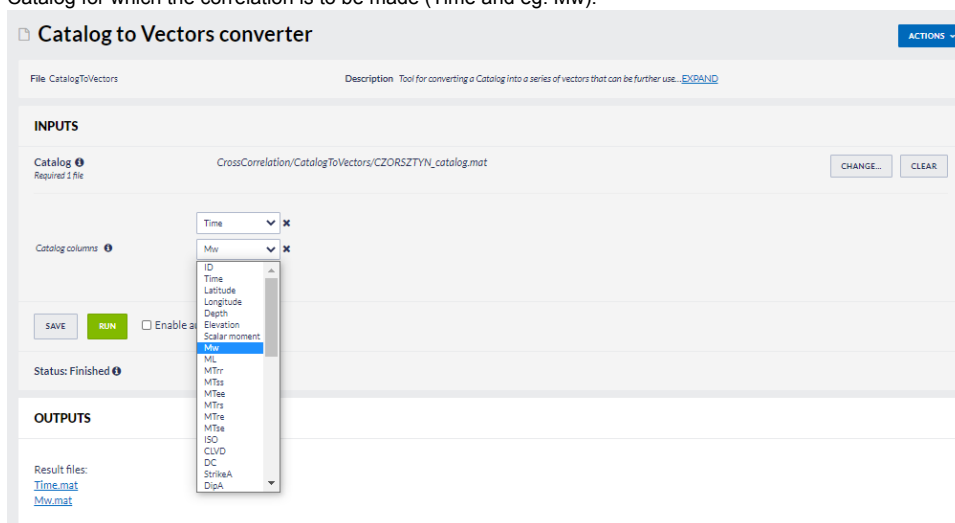 Catalog for which the correlation is to be made (Time and eg. Mw).
Catalog to Vectors converter
ACTIONS
File CatalogToVectors
Description Tool for converting a Catalog into a series of vectors that can be further use...EXPAND
INPUTS
Catalog
Required 1 file
CrossCorrelation/CatalogToVectors/CZORSZTYN_catalog.mat
CHANGE...
CLEAR
Time
Catalog columns
Mw
ID
Time
Latitude
Longitude
Depth
Elevation
Scalar moment
Mw
ML
MTrr
MTss
MTee
MTrs
MTre
MTse
ISO
CLVD
DC
StrikeA
DipA
SAVE
RUN
Enable a
Status: Finished
OUTPUTS
Result files:
Time.mat
Mw.mat